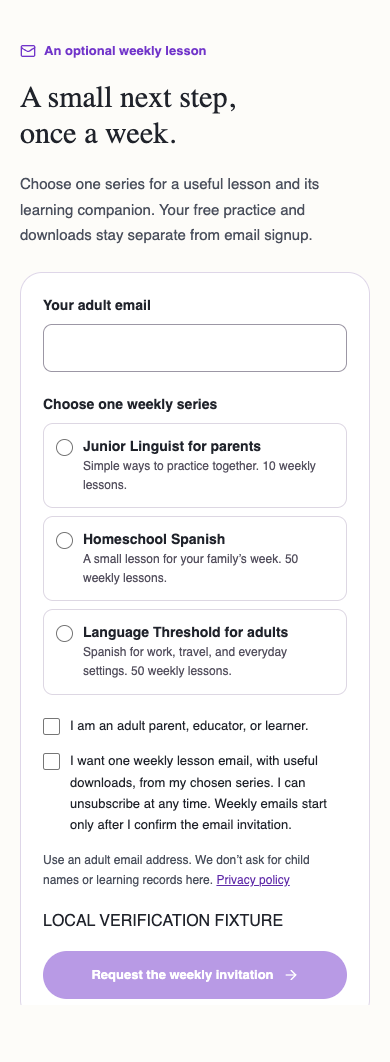 An optional weekly lesson
A small next step,
once a week.
Choose one series for a useful lesson and its
learning companion. Your free practice and
downloads stay separate from email signup.
Your adult email
Choose one weekly series
Junior Linguist for parents
Simple ways to practice together. 10 weekly
lessons.
Homeschool Spanish
A small lesson for your family’s week. 50
weekly lessons.
Language Threshold for adults
Spanish for work, travel, and everyday
settings. 50 weekly lessons.
I am an adult parent, educator, or learner.
I want one weekly lesson email, with useful
downloads, from my chosen series. I can
unsubscribe at any time. Weekly emails start
only after I confirm the email invitation.
Use an adult email address. We don’t ask for child
names or learning records here. Privacy policy
LOCAL VERIFICATION FIXTURE
Request the weekly invitation →